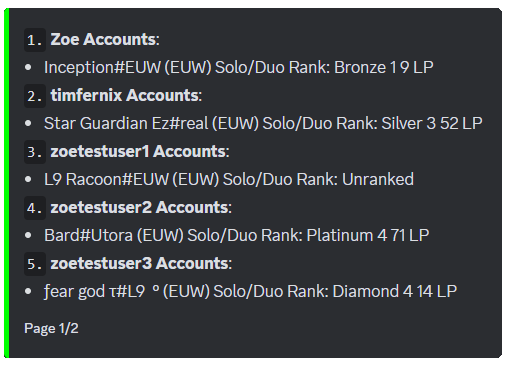 1. Zoe Accounts:
• Inception#EUW (EUW) Solo/Duo Rank: Bronze 1 9 LP
2. timfernix Accounts:
• Star Guardian Ez#real (EUW) Solo/Duo Rank: Silver 3 52 LP
3. zoetestuser1 Accounts:
• L9 Racoon#EUW (EUW) Solo/Duo Rank: Unranked
4. zoetestuser2 Accounts:
• Bard#Utora (EUW) Solo/Duo Rank: Platinum 4 71 LP
5. zoetestuser3 Accounts:
• ƒear god τ#L9 º (EUW) Solo/Duo Rank: Diamond 4 14 LP
Page 1/2